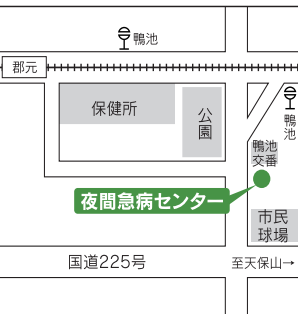 鴨池
郡元
保健所
公園
鴨池
鴨池
交番
夜間急病センター
市民
球場
国道225号
至天保山→